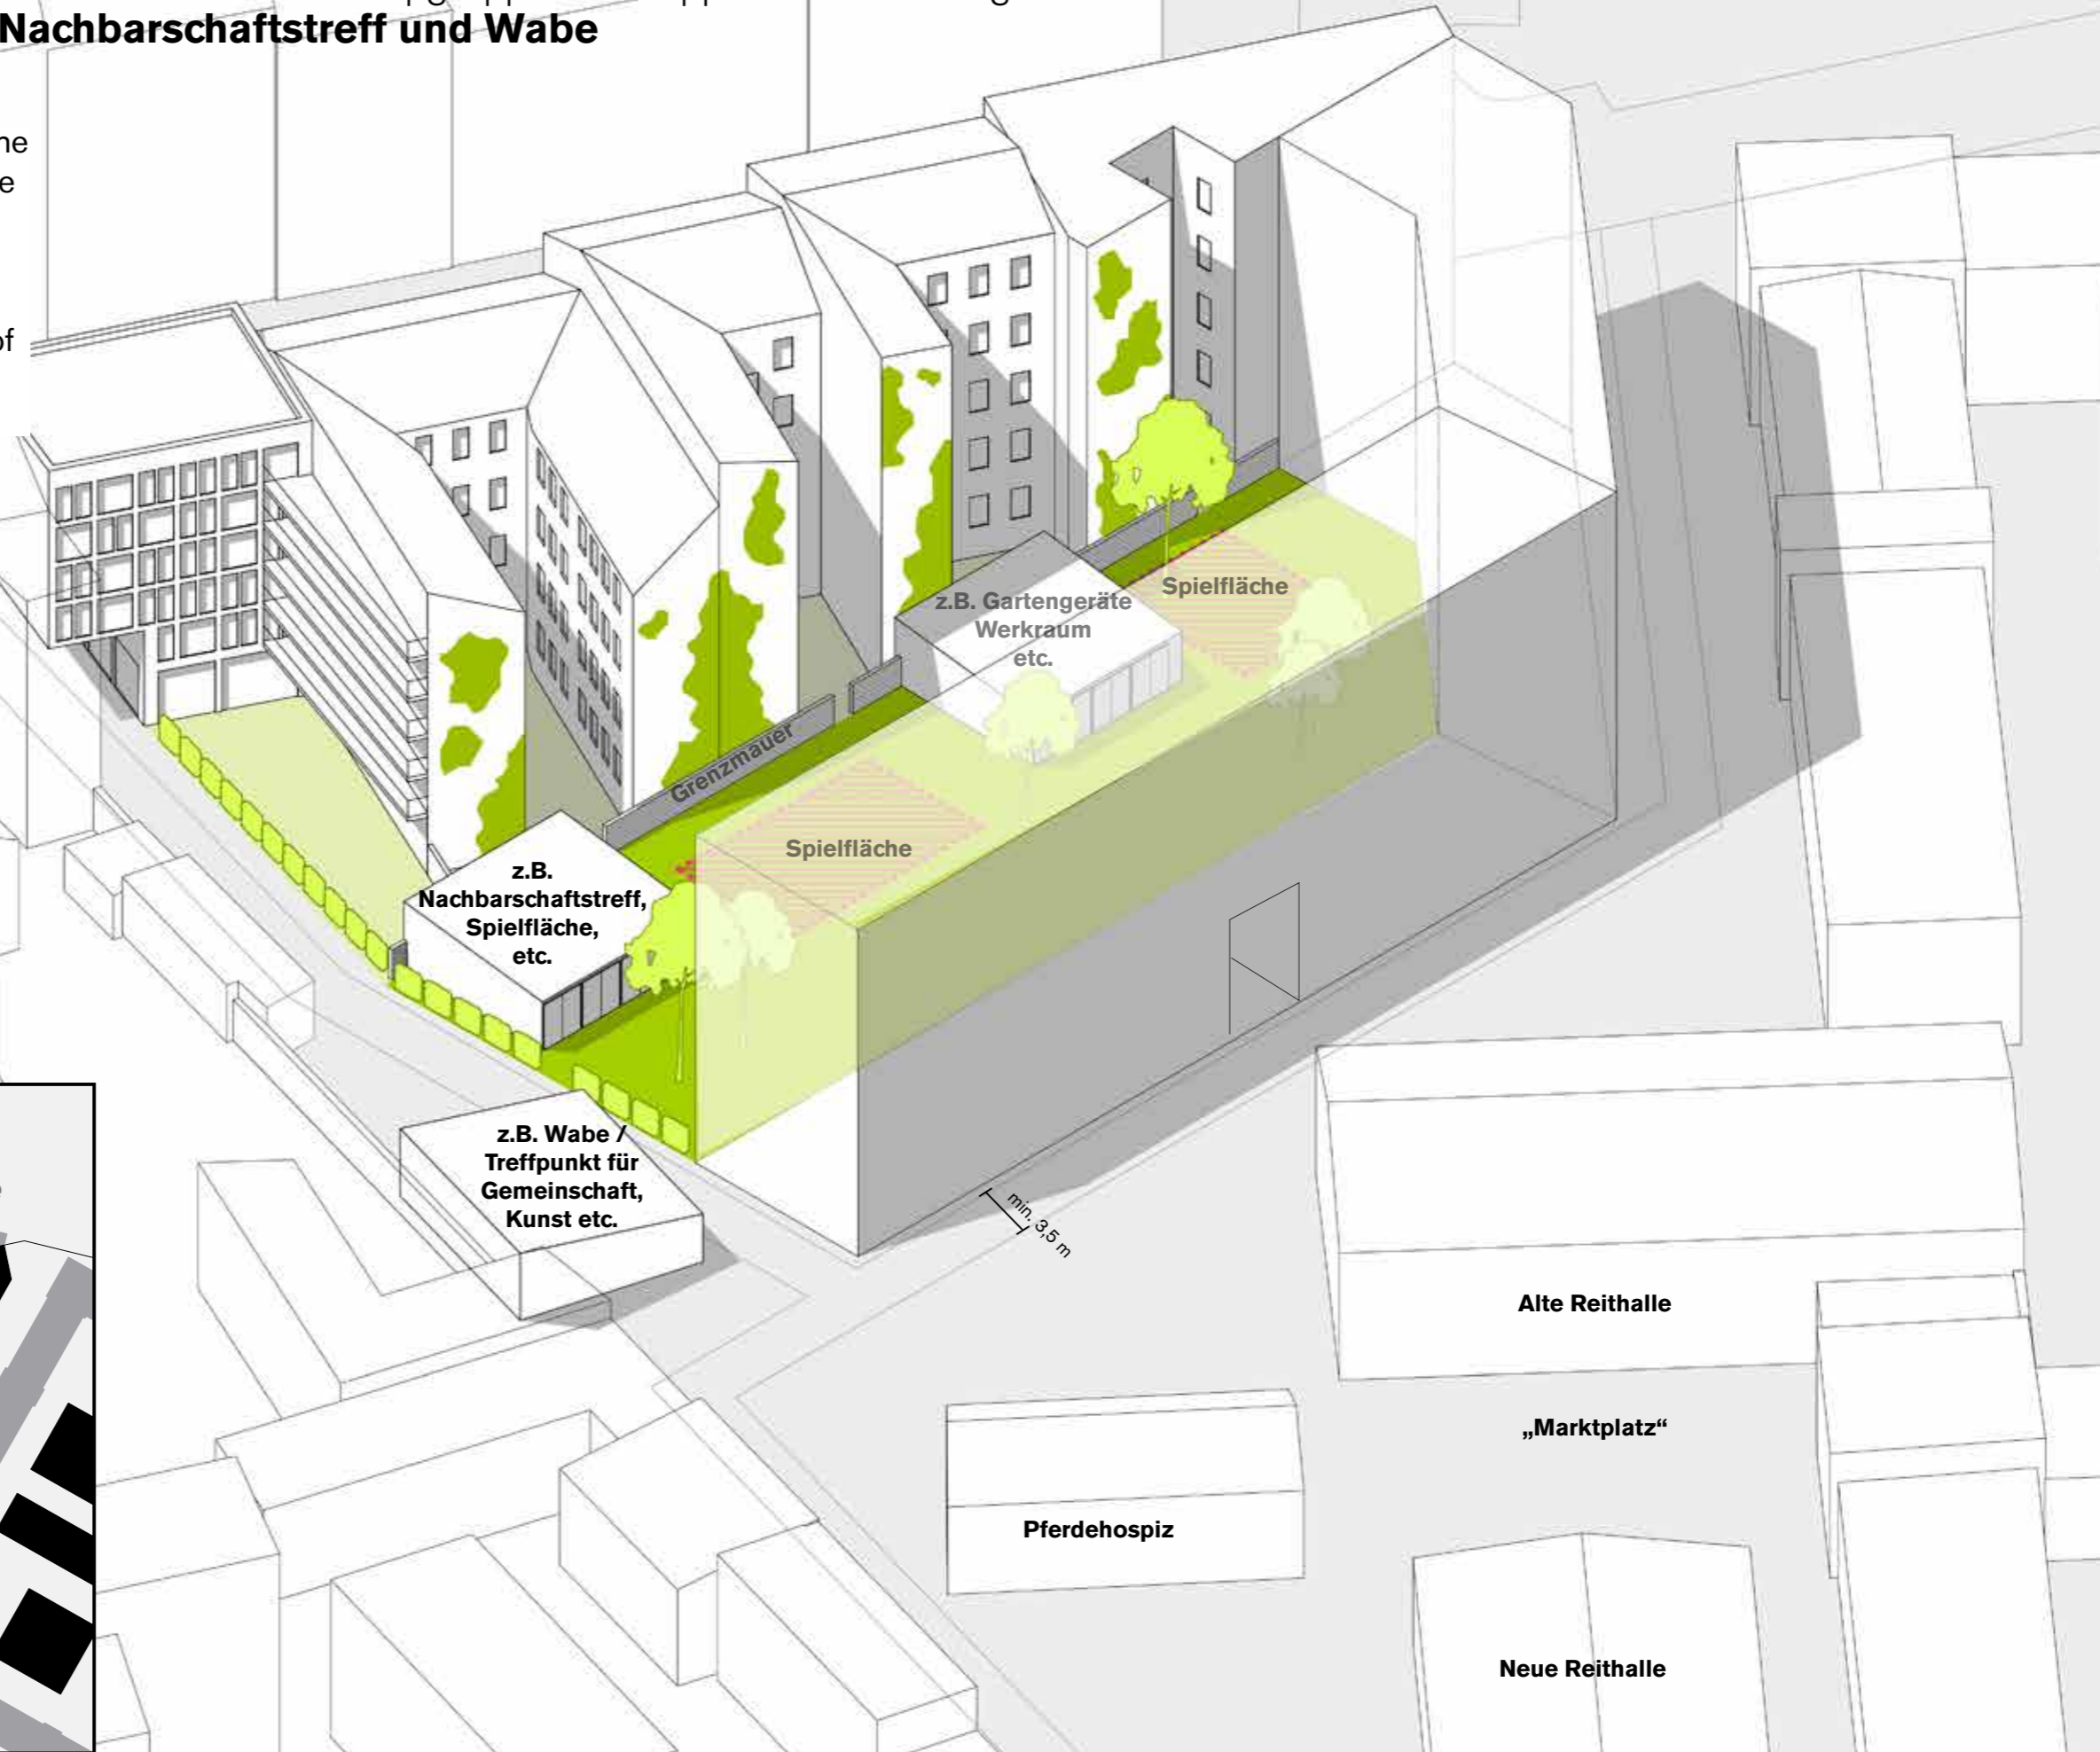 Nachbarschaftstreff und Wabe
Spielfläche
z.B. Gartengeräte
Werkraum
etc.
Grenzmauer
Spielfläche
z.B.
Nachbarschaftstreff,
Spielfläche,
etc.
z.B. Wabe /
Treffpunkt für
Gemeinschaft,
Kunst etc.
min. 3,5 m
Alte Reithalle
„Marktplatz“
Pferdehospiz
Neue Reithalle